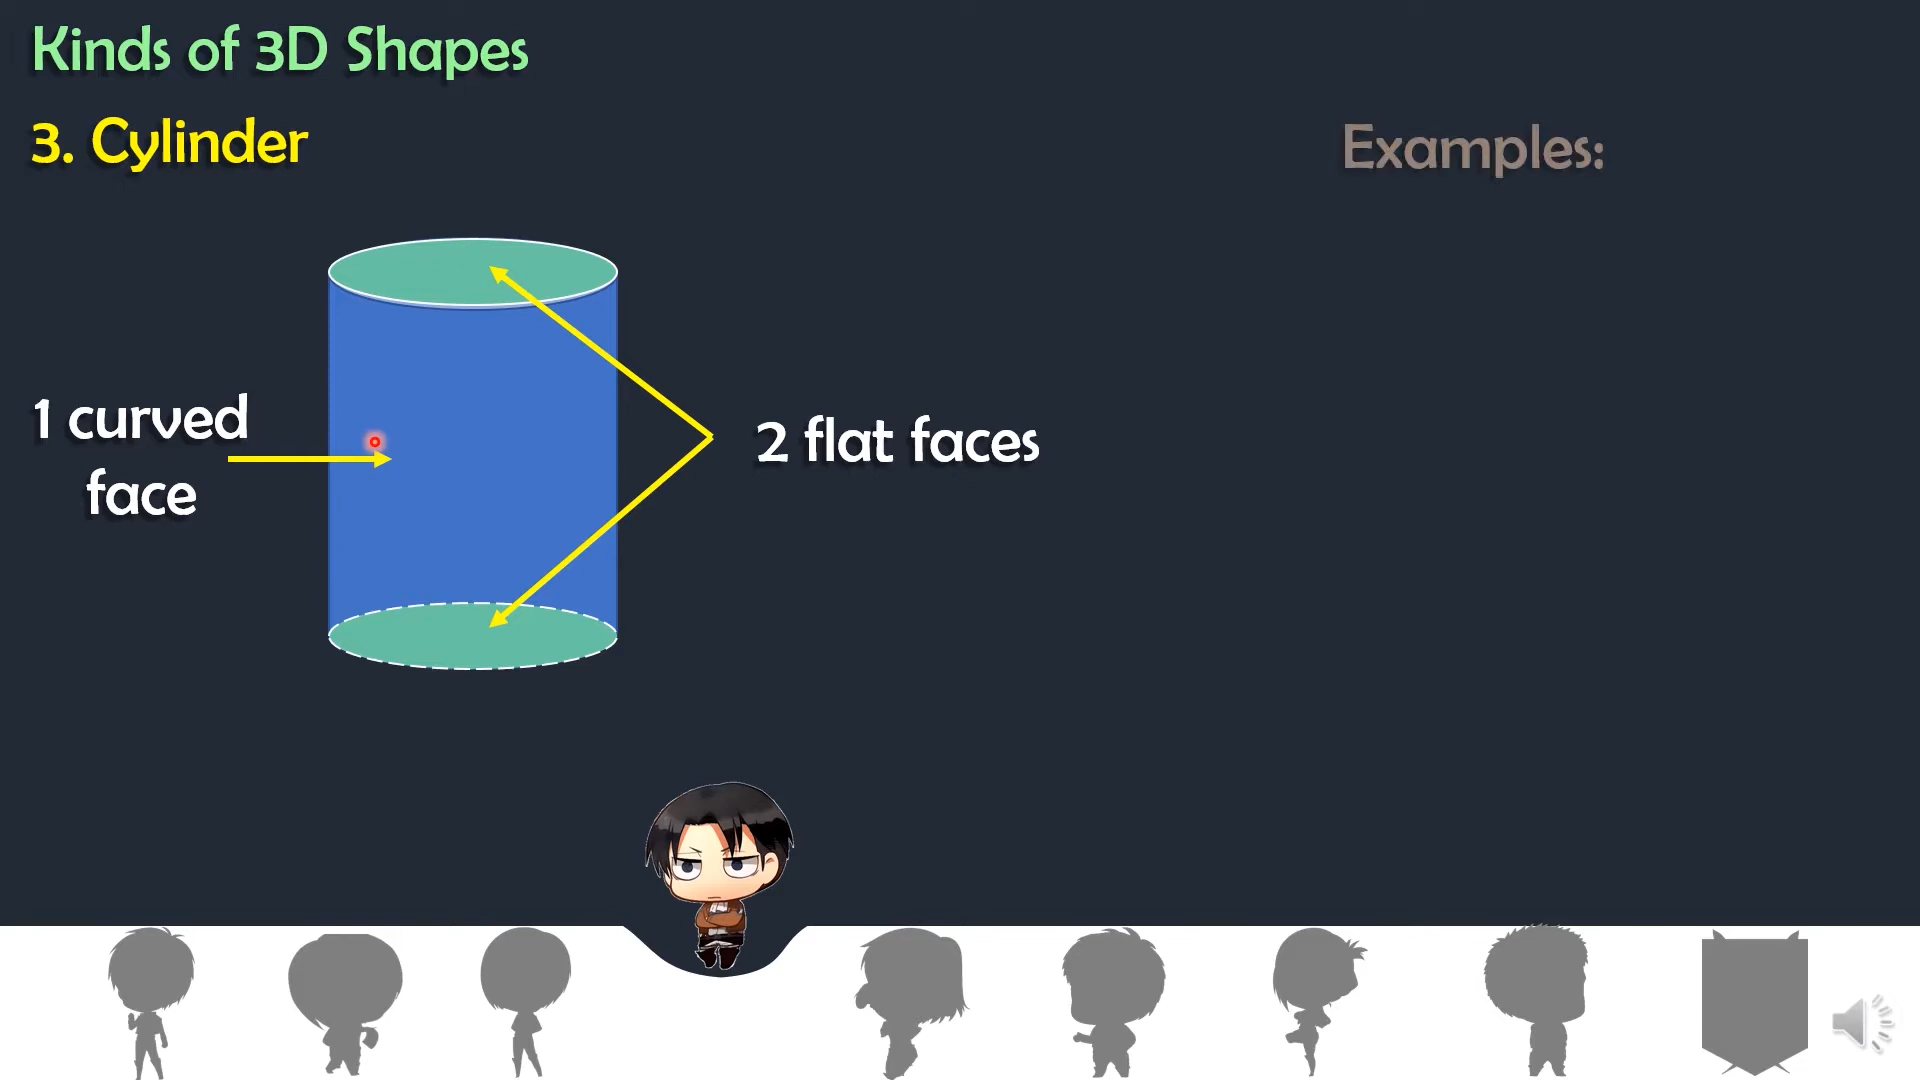 Kinds of 3D Shapes
3. Cylinder
Examples:
1 curved
face
2 flat faces